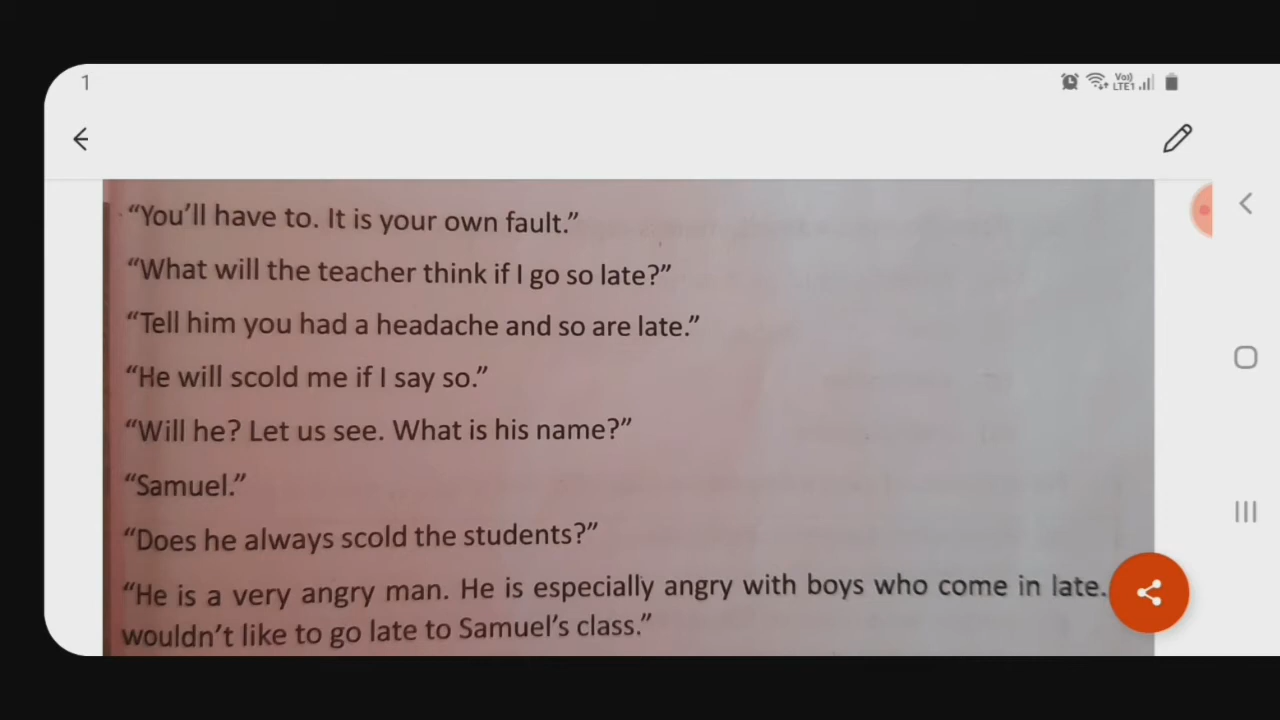 1
Vo))
LTE1
“You’ll have to. It is your own fault.”
“What will the teacher think if I go so late?”
“Tell him you had a headache and so are late.”
“He will scold me if I say so.”
“Will he? Let us see. What is his name?”
“Samuel.”
“Does he always scold the students?”
“He is a very angry man. He is especially angry with boys who come in late.
wouldn’t like to go late to Samuel’s class.”